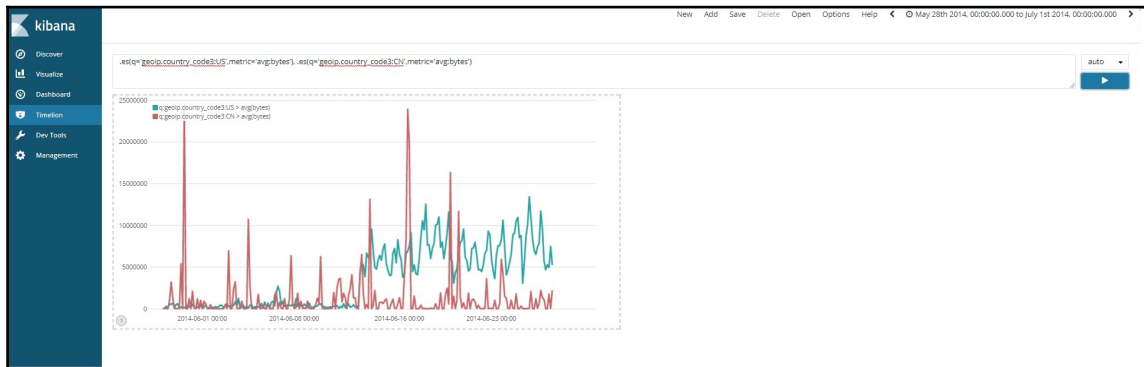 kibana
New Add Save Delete Open Options Help May 28th 2014, 00:00:00.000 to July 1st 2014, 00:00:00.000
Discover
Visualize
Dashboard
Timelion
Dev Tools
Management
.es(q='geoip.country_code3:US',metric='avg:bytes'), .es(q='geoip.country_code3:CN',metric='avg:bytes')
auto
25000000
q:geoip.country_code3:US > avg(bytes)
q:geoip.country_code3:CN > avg(bytes)
20000000
15000000
10000000
5000000
0
2014-06-01 00:00 2014-06-08 00:00 2014-06-16 00:00 2014-06-23 00:00
1